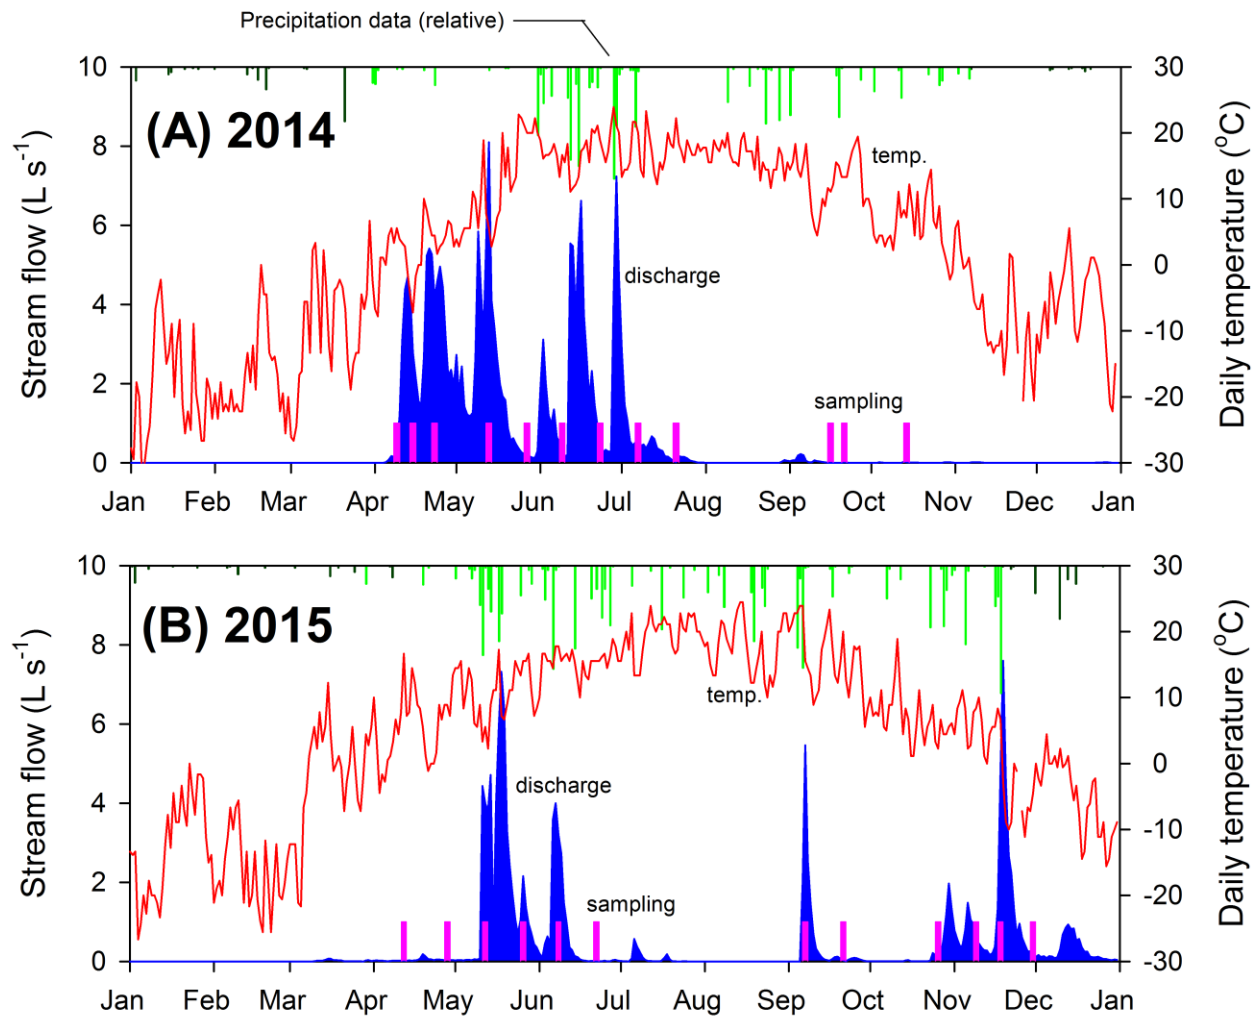 Precipitation data (relative)
10
8
6
4
2
0
Stream flow (L s⁻¹)
(A) 2014
temp.
discharge
sampling
30
20
10
0
-10
-20
-30
Daily temperature (°C)
Jan Feb Mar Apr May Jun Jul Aug Sep Oct Nov Dec Jan
10
8
6
4
2
0
Stream flow (L s⁻¹)
(B) 2015
temp.
discharge
sampling
30
20
10
0
-10
-20
-30
Daily temperature (°C)
Jan Feb Mar Apr May Jun Jul Aug Sep Oct Nov Dec Jan